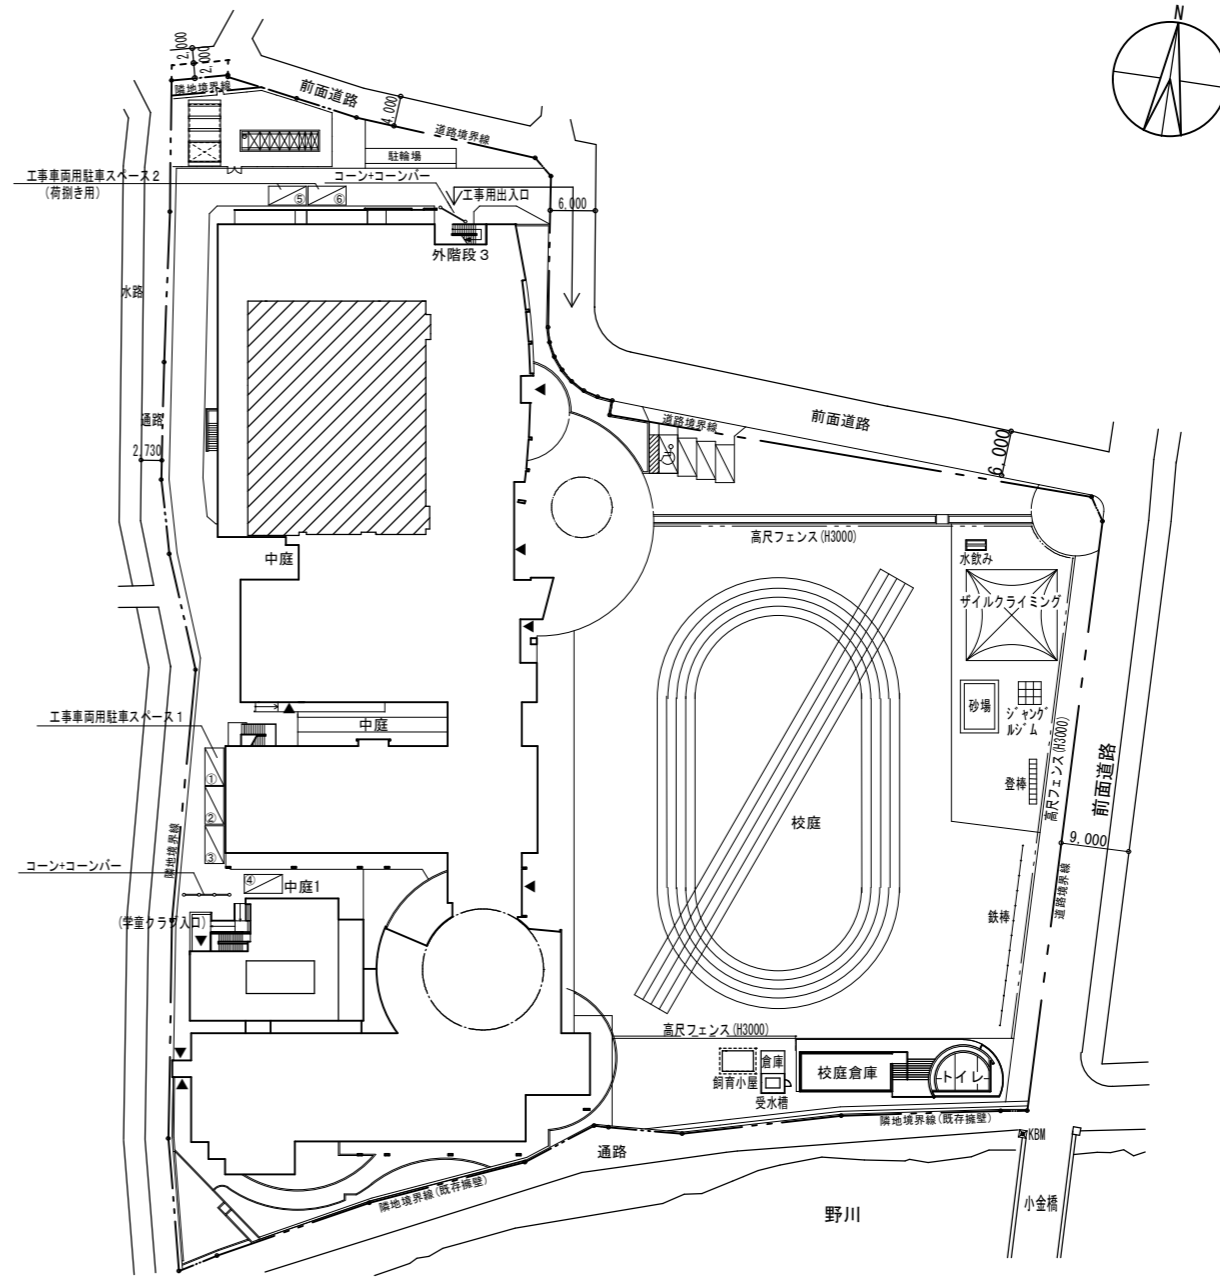 N
2,000
2,000
隣地境界線
前面道路
4,000
道路境界線
駐輪場
工事車両用駐車スペース2
(荷捌き用)
コーン+コーンバー
工事用出入口
⑤
⑥
6,000
外階段3
水路
通路
2,730
前面道路
道路境界線
6,000
高尺フェンス(H3000)
中庭
水飲み
ザイルクライミング
砂場
ジャング
ルジム
高尺フェンス(H3000)
前面道路
登棒
工事車両用駐車スペース1
中庭
①
②
③
校庭
9,000
隣地境界線
コーン+コーンバー
④
中庭1
道路境界線
(学童クラブ入口)
鉄棒
高尺フェンス(H3000)
飼育小屋
倉庫
受水槽
校庭倉庫
トイレ
隣地境界線(既存擁壁)
KBM
通路
隣地境界線(既存擁壁)
野川
小金橋